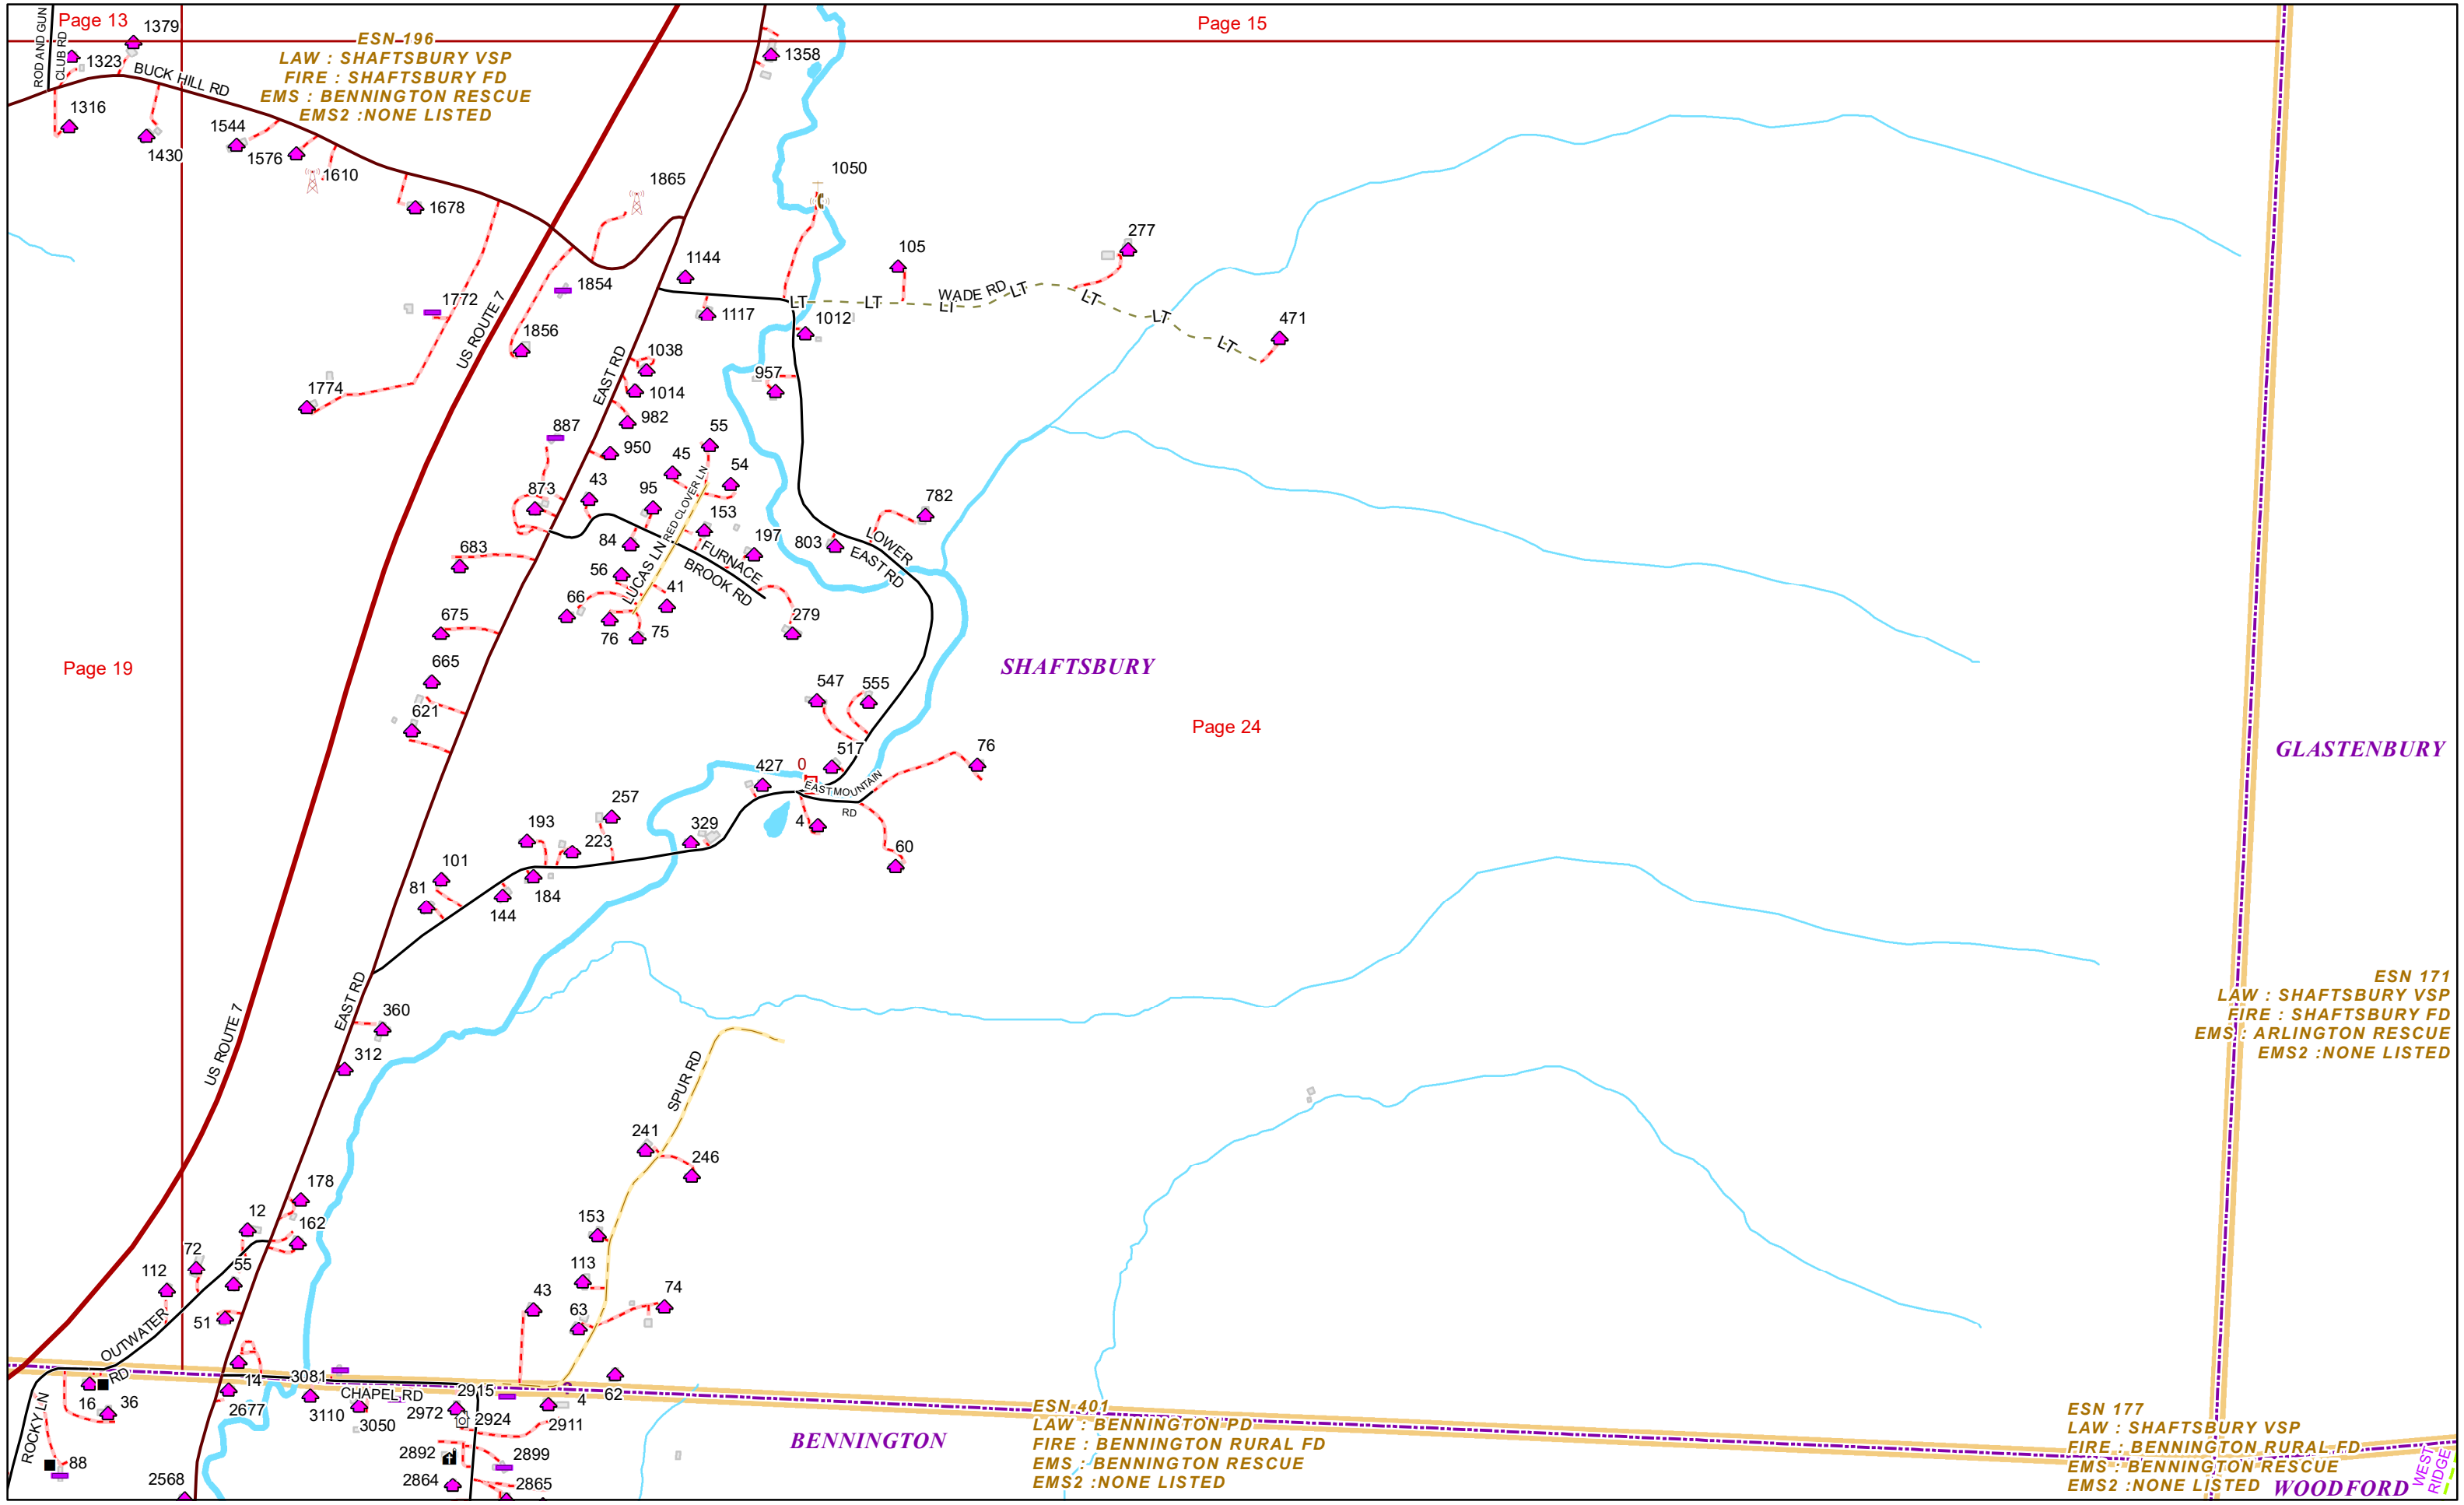 Page 13
1379
Page 15
ROD AND GUN
CLUB RD
1323
BUCK HILL RD
ESN 196
LAW : SHAFTSBURY VSP
FIRE : SHAFTSBURY FD
EMS : BENNINGTON RESCUE
EMS2 :NONE LISTED
1358
1316
1430
1544
1576
1610
1678
1865
1050
1144
105
277
1772
1854
US ROUTE 7
1856
1117
LT
LT
WADE RD
LT
LT
LT
LT
LT
1012
471
1774
EAST RD
1038
1014
982
957
887
950
55
45
54
873
43
95
RED CLOVER LN
153
782
84
FURNACE
BROOK RD
197
803
LOWER
EAST RD
683
56
LUCAS LN
41
66
76
75
279
675
665
621
Page 19
SHAFTSBURY
547
555
Page 24
GLASTENBURY
517
76
427
0
EAST MOUNTAIN
RD
4
257
193
223
329
60
101
81
144
184
EAST RD
360
312
US ROUTE 7
ESN 171
LAW : SHAFTSBURY VSP
FIRE : SHAFTSBURY FD
EMS : ARLINGTON RESCUE
EMS2 :NONE LISTED
SPUR RD
241
246
178
12
162
153
72
55
112
113
43
74
63
51
OUTWATER
RD
14
3081
CHAPEL RD
2915
4
62
16
36
2677
3110
3050
2972
2924
2911
ROCKY LN
88
2892
2899
2864
2865
2568
BENNINGTON
ESN 401
LAW : BENNINGTON PD
FIRE : BENNINGTON RURAL FD
EMS : BENNINGTON RESCUE
EMS2 :NONE LISTED
ESN 177
LAW : SHAFTSBURY VSP
FIRE : BENNINGTON RURAL FD
EMS : BENNINGTON RESCUE
EMS2 :NONE LISTED
WOODFORD
WEST
RIDGE